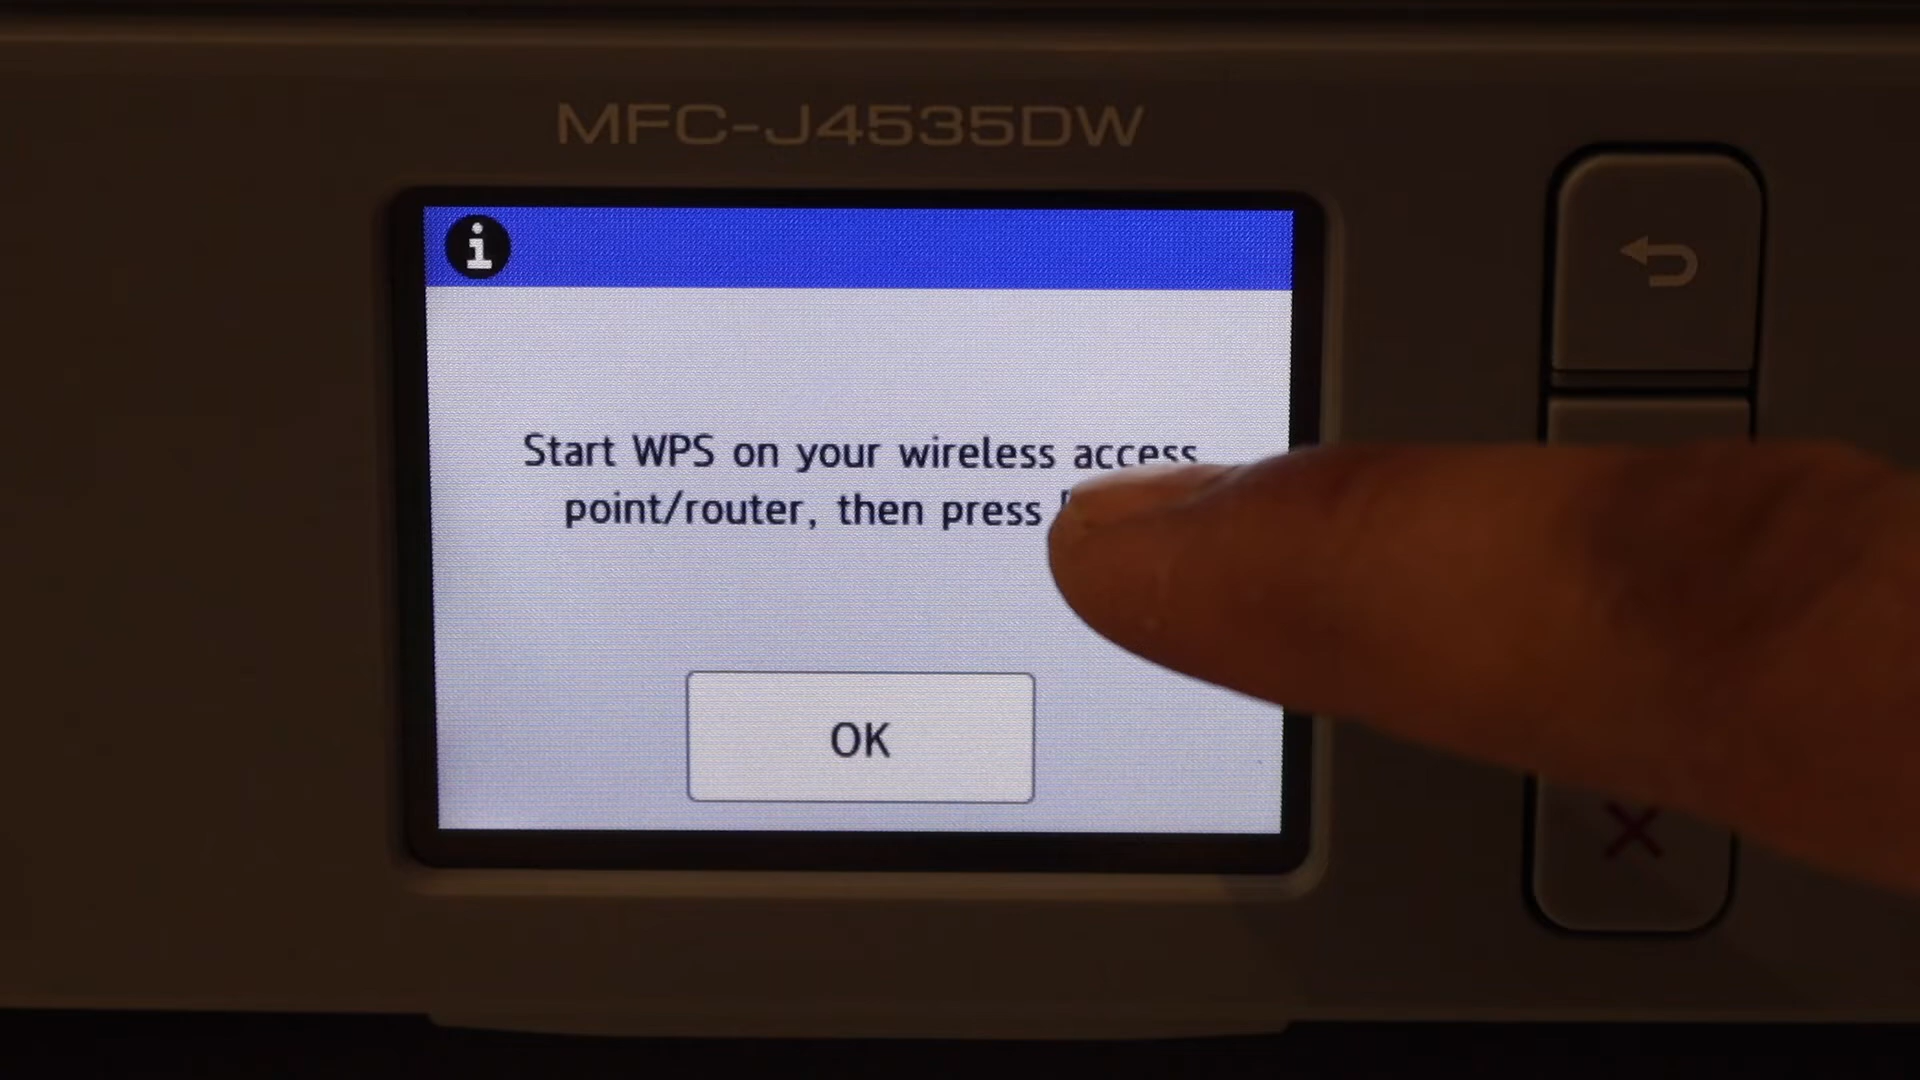 MFC-J4535DW
i
Start WPS on your wireless access
point/router, then press
OK